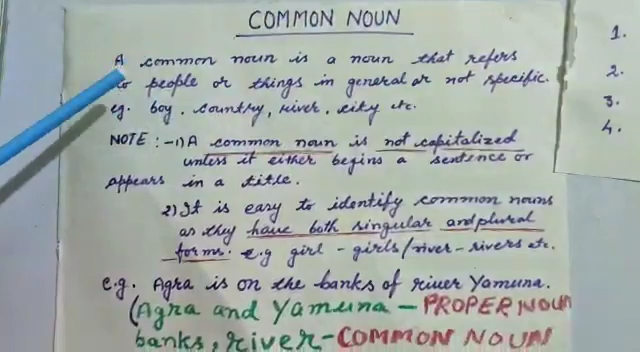 COMMON NOUN
A common noun is a noun that refers
to people or things in general or not specific.
eg. boy, country, river, city etc.
NOTE :- 1) A common noun is not capitalized
unless it either begins a sentence or
appears in a title.
2) It is easy to identify common nouns
as they have both singular and plural
forms. e.g girl - girls/river - rivers etc.
e.g. Agra is on the banks of river Yamuna.
(Agra and Yamuna - PROPER NOUN
banks, river - COMMON NOUN
1.
2.
3.
4.